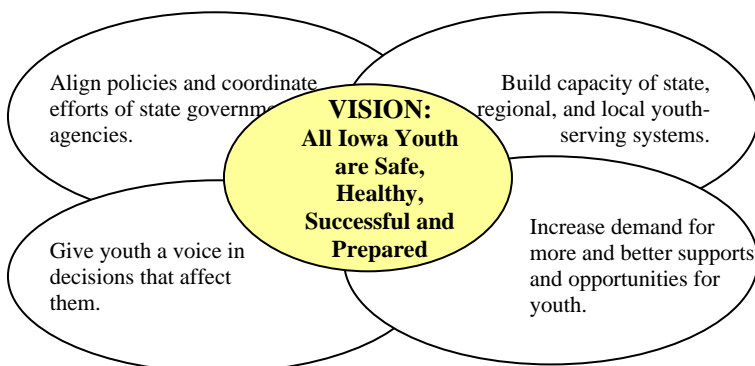 Align policies and coordinate
efforts of state governme
agencies.
Build capacity of state,
regional, and local youth-
serving systems.
VISION:
All Iowa Youth
are Safe,
Healthy,
Successful and
Prepared
Give youth a voice in
decisions that affect
them.
Increase demand for
more and better supports
and opportunities for
youth.